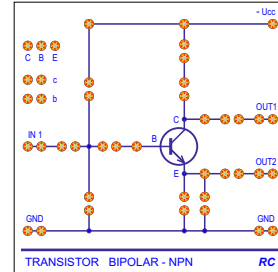 - Ucc
C B E
c
b
C
OUT1
IN 1
B
OUT2
E
GND
GND
TRANSISTOR BIPOLAR - NPN
RC